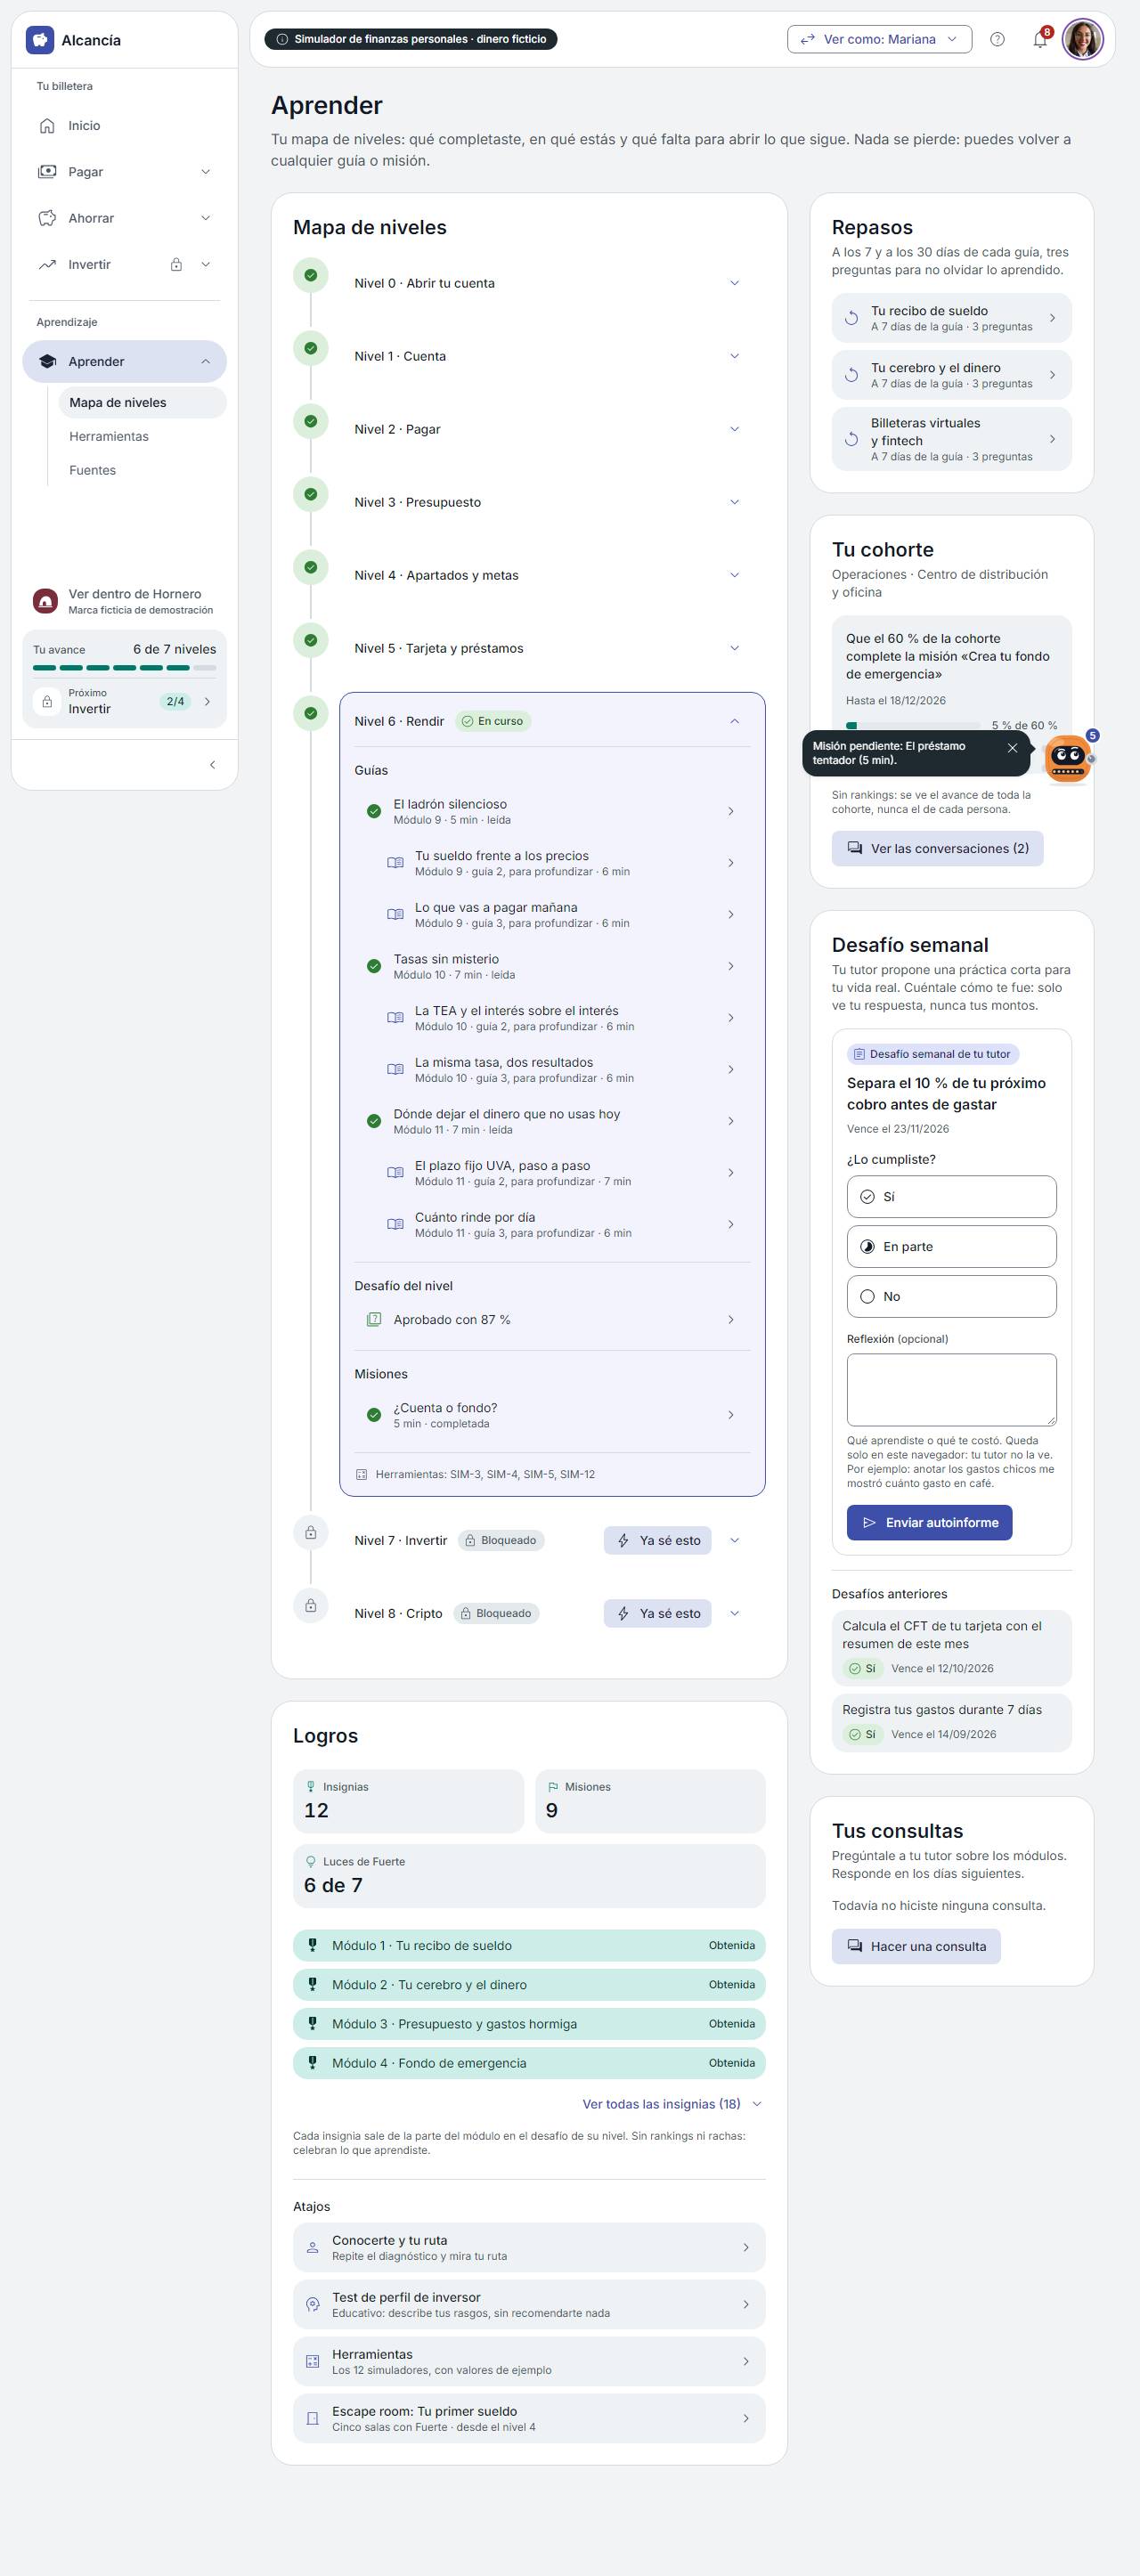 Alcancía
Tu billetera
Inicio
Pagar
Ahorrar
Invertir
Aprendizaje
Aprender
Mapa de niveles
Herramientas
Fuentes
Ver dentro de Hornero
Marca ficticia de demostración
Tu avance
6 de 7 niveles
Próximo
Invertir
2/4
Simulador de finanzas personales · dinero ficticio
Ver como: Mariana
8
Aprender
Tu mapa de niveles: qué completaste, en qué estás y qué falta para abrir lo que sigue. Nada se pierde: puedes volver a
cualquier guía o misión.
Mapa de niveles
Nivel 0 · Abrir tu cuenta
Nivel 1 · Cuenta
Nivel 2 · Pagar
Nivel 3 · Presupuesto
Nivel 4 · Apartados y metas
Nivel 5 · Tarjeta y préstamos
Nivel 6 · Rendir
En curso
Guías
El ladrón silencioso
Módulo 9 · 5 min · leída
Tu sueldo frente a los precios
Módulo 9 · guía 2, para profundizar · 6 min
Lo que vas a pagar mañana
Módulo 9 · guía 3, para profundizar · 6 min
Tasas sin misterio
Módulo 10 · 7 min · leída
La TEA y el interés sobre el interés
Módulo 10 · guía 2, para profundizar · 6 min
La misma tasa, dos resultados
Módulo 10 · guía 3, para profundizar · 6 min
Dónde dejar el dinero que no usas hoy
Módulo 11 · 7 min · leída
El plazo fijo UVA, paso a paso
Módulo 11 · guía 2, para profundizar · 7 min
Cuánto rinde por día
Módulo 11 · guía 3, para profundizar · 6 min
Desafío del nivel
Aprobado con 87 %
Misiones
¿Cuenta o fondo?
5 min · completada
Herramientas: SIM-3, SIM-4, SIM-5, SIM-12
Nivel 7 · Invertir
Bloqueado
Ya sé esto
Nivel 8 · Cripto
Bloqueado
Ya sé esto
Logros
Insignias
12
Misiones
9
Luces de Fuerte
6 de 7
Módulo 1 · Tu recibo de sueldo
Obtenida
Módulo 2 · Tu cerebro y el dinero
Obtenida
Módulo 3 · Presupuesto y gastos hormiga
Obtenida
Módulo 4 · Fondo de emergencia
Obtenida
Ver todas las insignias (18)
Cada insignia sale de la parte del módulo en el desafío de su nivel. Sin rankings ni rachas:
celebran lo que aprendiste.
Atajos
Conocerte y tu ruta
Repite el diagnóstico y mira tu ruta
Test de perfil de inversor
Educativo: describe tus rasgos, sin recomendarte nada
Herramientas
Los 12 simuladores, con valores de ejemplo
Escape room: Tu primer sueldo
Cinco salas con Fuerte · desde el nivel 4
Repasos
A los 7 y a los 30 días de cada guía, tres
preguntas para no olvidar lo aprendido.
Tu recibo de sueldo
A 7 días de la guía · 3 preguntas
Tu cerebro y el dinero
A 7 días de la guía · 3 preguntas
Billeteras virtuales
y fintech
A 7 días de la guía · 3 preguntas
Tu cohorte
Operaciones · Centro de distribución
y oficina
Que el 60 % de la cohorte
complete la misión «Crea tu fondo
de emergencia»
Hasta el 18/12/2026
5 % de 60 %
Misión pendiente: El préstamo
tentador (5 min).
5
Sin rankings: se ve el avance de toda la
cohorte, nunca el de cada persona.
Ver las conversaciones (2)
Desafío semanal
Tu tutor propone una práctica corta para
tu vida real. Cuéntale cómo te fue: solo
ve tu respuesta, nunca tus montos.
Desafío semanal de tu tutor
Separa el 10 % de tu próximo
cobro antes de gastar
Vence el 23/11/2026
¿Lo cumpliste?
Sí
En parte
No
Reflexión (opcional)
Qué aprendiste o qué te costó. Queda
solo en este navegador: tu tutor no la ve.
Por ejemplo: anotar los gastos chicos me
mostró cuánto gasto en café.
Enviar autoinforme
Desafíos anteriores
Calcula el CFT de tu tarjeta con el
resumen de este mes
Sí
Vence el 12/10/2026
Registra tus gastos durante 7 días
Sí
Vence el 14/09/2026
Tus consultas
Pregúntale a tu tutor sobre los módulos.
Responde en los días siguientes.
Todavía no hiciste ninguna consulta.
Hacer una consulta